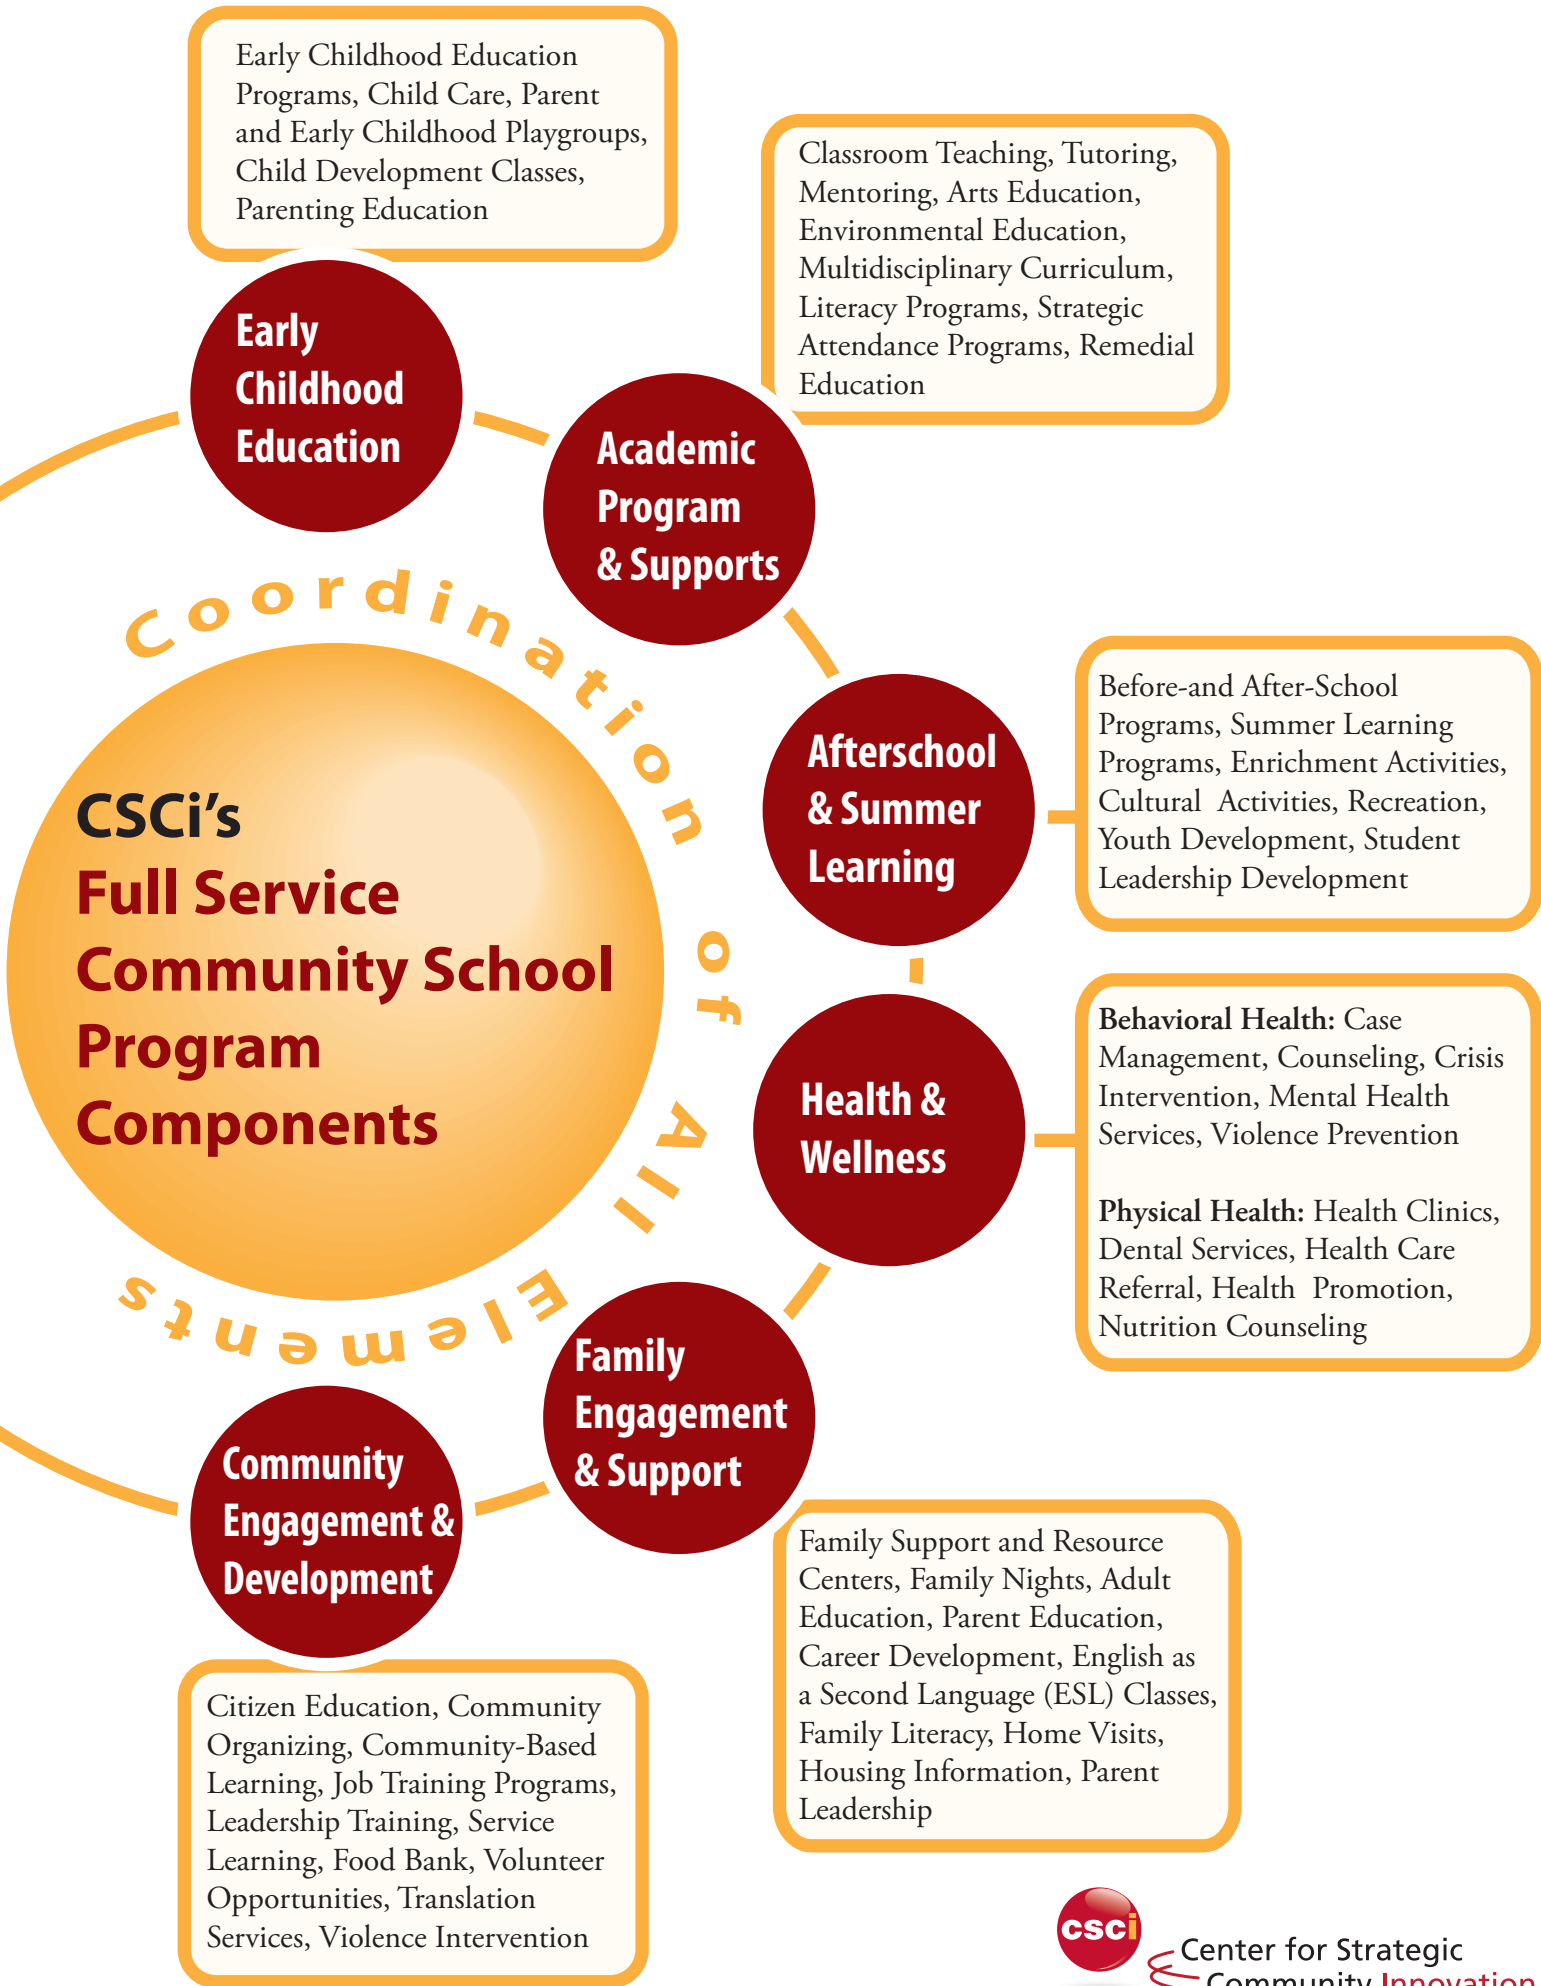 Early Childhood Education
Programs, Child Care, Parent
and Early Childhood Playgroups,
Child Development Classes,
Parenting Education
Classroom Teaching, Tutoring,
Mentoring, Arts Education,
Environmental Education,
Multidisciplinary Curriculum,
Literacy Programs, Strategic
Attendance Programs, Remedial
Education
Early
Childhood
Education
Academic
Program
& Supports
Coordination of All Elements
CSCi's
Full Service
Community School
Program
Components
Afterschool
& Summer
Learning
Before-and After-School
Programs, Summer Learning
Programs, Enrichment Activities,
Cultural  Activities, Recreation,
Youth Development, Student
Leadership Development
Health &
Wellness
Behavioral Health: Case
Management, Counseling, Crisis
Intervention, Mental Health
Services, Violence Prevention
Physical Health: Health Clinics,
Dental Services, Health Care
Referral, Health  Promotion,
Nutrition Counseling
Family
Engagement
& Support
Family Support and Resource
Centers, Family Nights, Adult
Education, Parent Education,
Career Development, English as
a Second Language (ESL) Classes,
Family Literacy, Home Visits,
Housing Information, Parent
Leadership
Community
Engagement &
Development
Citizen Education, Community
Organizing, Community-Based
Learning, Job Training Programs,
Leadership Training, Service
Learning, Food Bank, Volunteer
Opportunities, Translation
Services, Violence Intervention
csci
Center for Strategic
Community Innovation